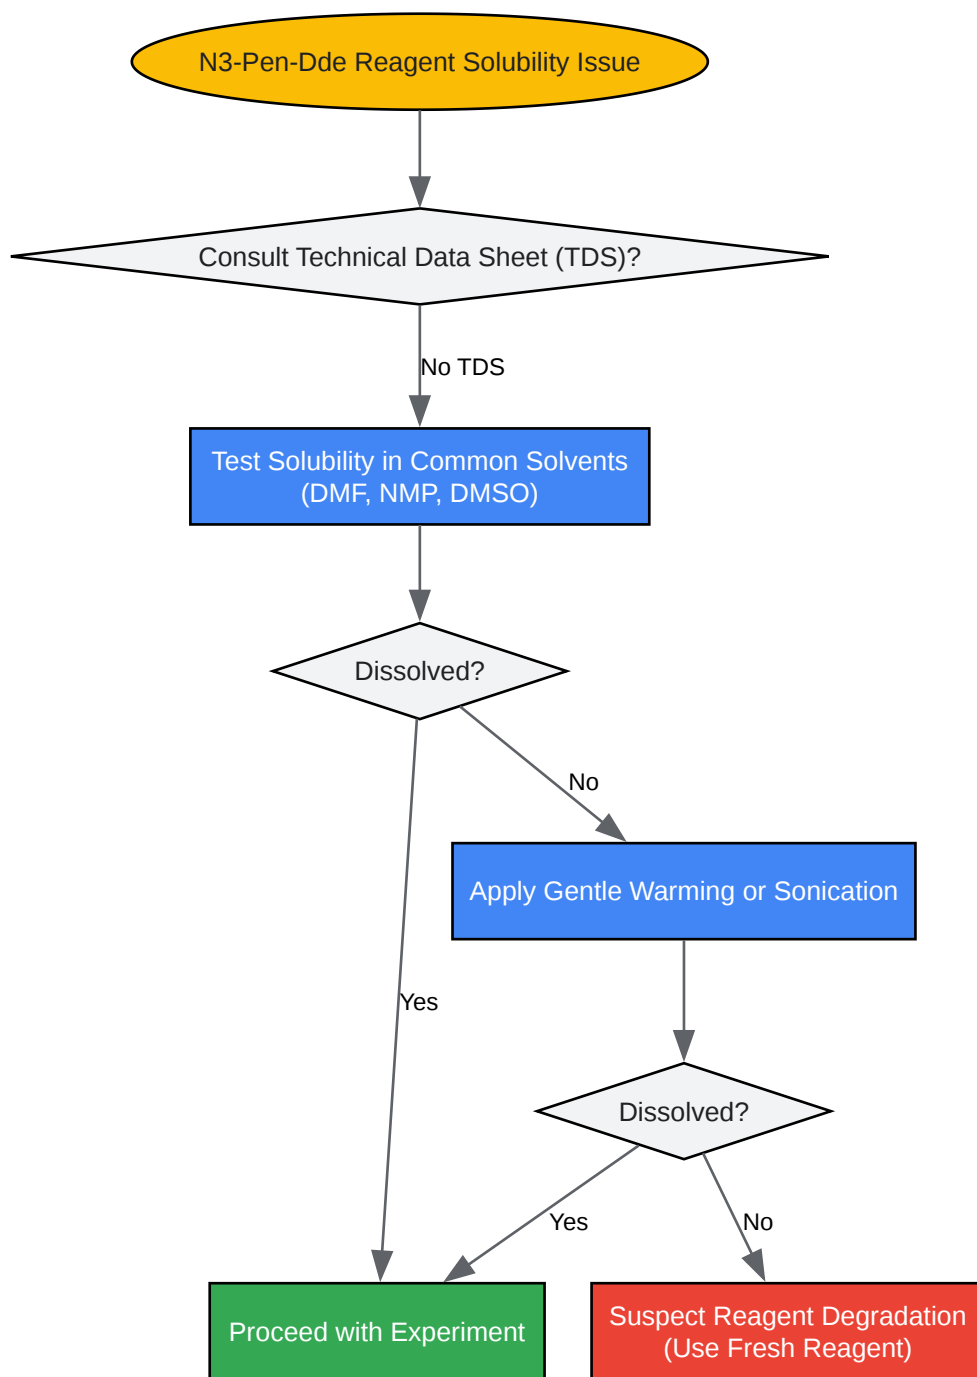 N3-Pen-Dde Reagent Solubility Issue
Consult Technical Data Sheet (TDS)?
No TDS
Test Solubility in Common Solvents
(DMF, NMP, DMSO)
Dissolved?
No
Apply Gentle Warming or Sonication
Yes
Dissolved?
Yes
No
Proceed with Experiment
Suspect Reagent Degradation
(Use Fresh Reagent)